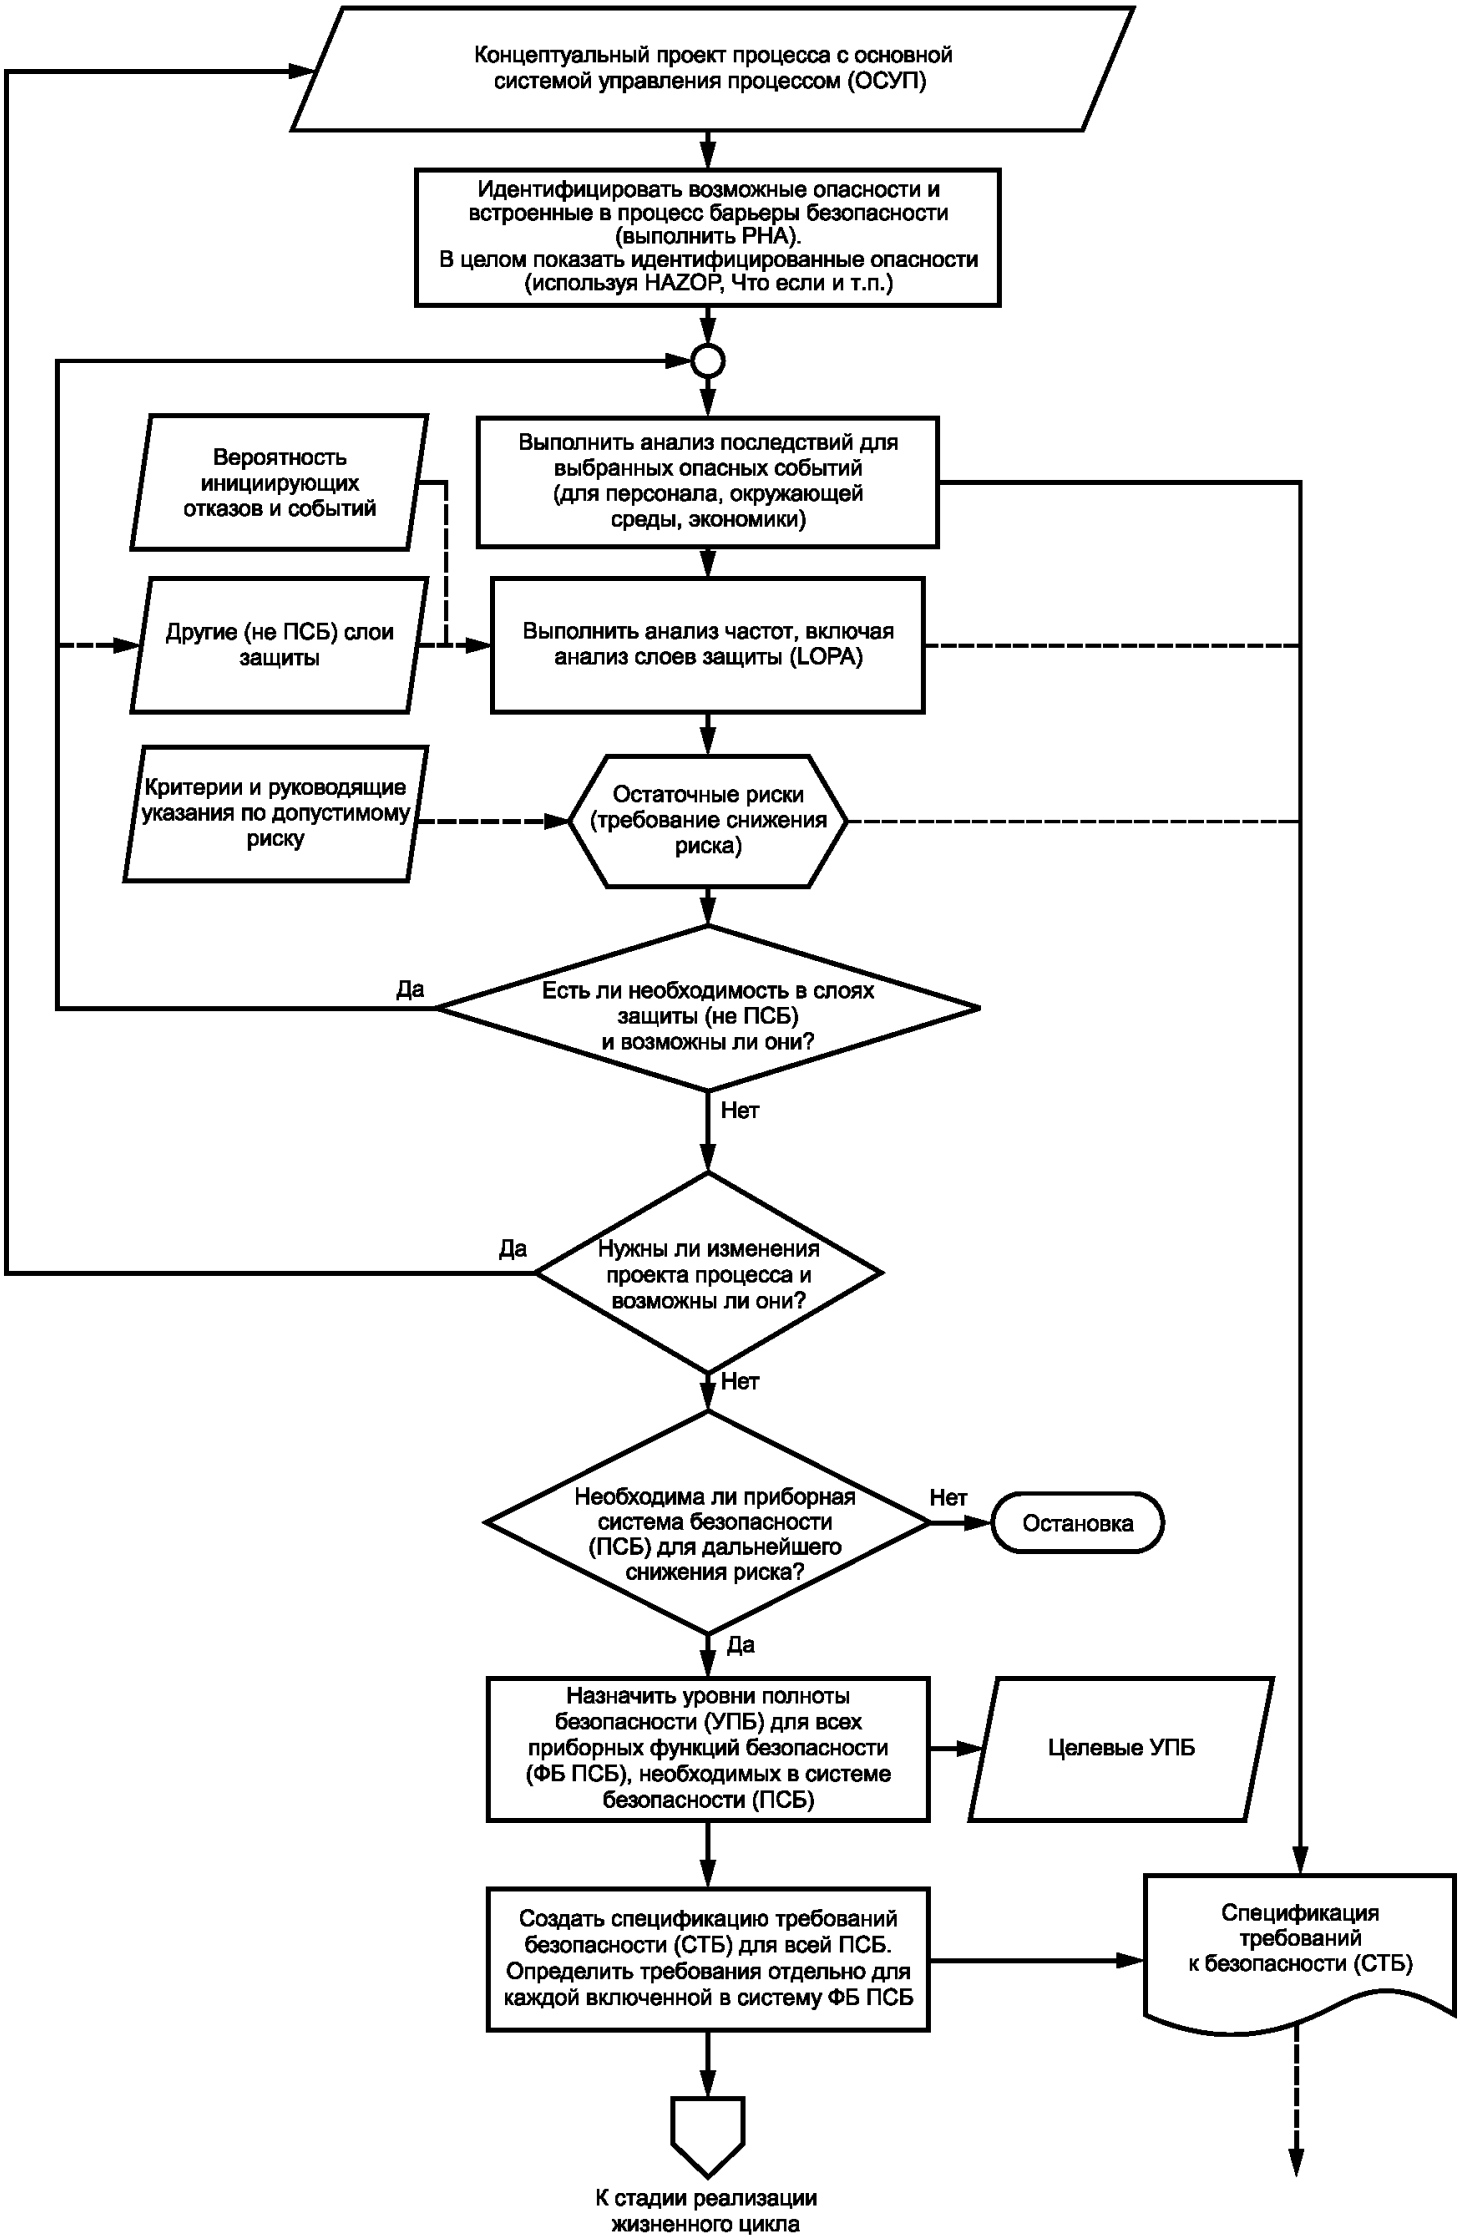 Концептуальный проект процесса с основной
системой управления процессом (ОСУП)
Идентифицировать возможные опасности и
встроенные в процесс барьеры безопасности
(выполнить PHA).
В целом показать идентифицированные опасности
(используя HAZOP, Что если и т.п.)
Вероятность
инициирующих
отказов и событий
Выполнить анализ последствий для
выбранных опасных событий
(для персонала, окружающей
среды, экономики)
Другие (не ПСБ) слои
защиты
Выполнить анализ частот, включая
анализ слоев защиты (LOPA)
Критерии и руководящие
указания по допустимому
риску
Остаточные риски
(требование снижения
риска)
Да
Есть ли необходимость в слоях
защиты (не ПСБ)
и возможны ли они?
Нет
Да
Нужны ли изменения
проекта процесса и
возможны ли они?
Нет
Необходима ли приборная
система безопасности
(ПСБ) для дальнейшего
снижения риска?
Нет
Остановка
Да
Назначить уровни полноты
безопасности (УПБ) для всех
приборных функций безопасности
(ФБ ПСБ), необходимых в системе
безопасности (ПСБ)
Целевые УПБ
Создать спецификацию требований
безопасности (СТБ) для всей ПСБ.
Определить требования отдельно для
каждой включенной в систему ФБ ПСБ
Спецификация
требований
к безопасности (СТБ)
К стадии реализации
жизненного цикла